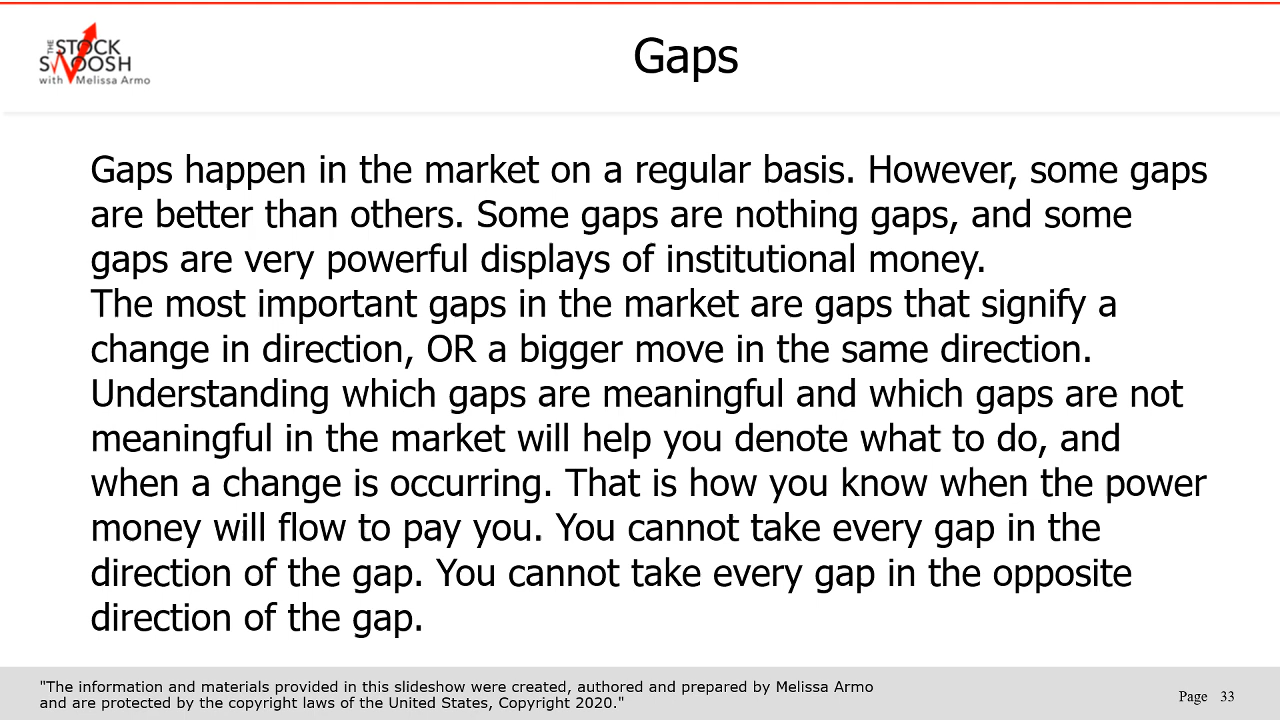 THE
STOCK
SWOOSH
with Melissa Armo
Gaps
Gaps happen in the market on a regular basis. However, some gaps
are better than others. Some gaps are nothing gaps, and some
gaps are very powerful displays of institutional money.
The most important gaps in the market are gaps that signify a
change in direction, OR a bigger move in the same direction.
Understanding which gaps are meaningful and which gaps are not
meaningful in the market will help you denote what to do, and
when a change is occurring. That is how you know when the power
money will flow to pay you. You cannot take every gap in the
direction of the gap. You cannot take every gap in the opposite
direction of the gap.
"The information and materials provided in this slideshow were created, authored and prepared by Melissa Armo
and are protected by the copyright laws of the United States, Copyright 2020."
Page 33